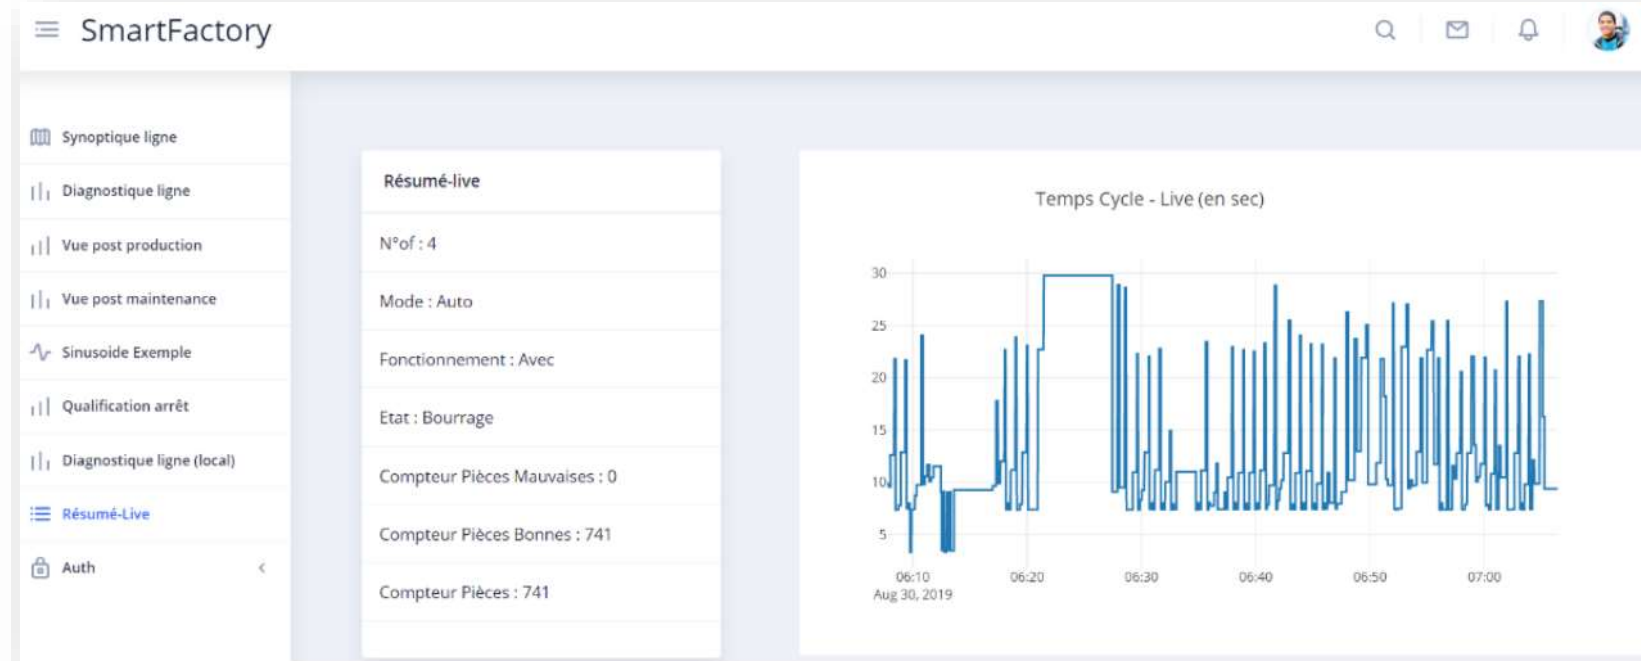 SmartFactory
Synoptique ligne
Diagnostique ligne
Vue post production
Vue post maintenance
Sinusoide Exemple
Qualification arrêt
Diagnostique ligne (local)
Résumé-Live
Auth
Résumé-live
N°of : 4
Mode : Auto
Fonctionnement : Avec
Etat : Bourrage
Compteur Pièces Mauvaises : 0
Compteur Pièces Bonnes : 741
Compteur Pièces : 741
Temps Cycle - Live (en sec)
30
25
20
15
10
5
06:10 06:20 06:30 06:40 06:50 07:00
Aug 30, 2019